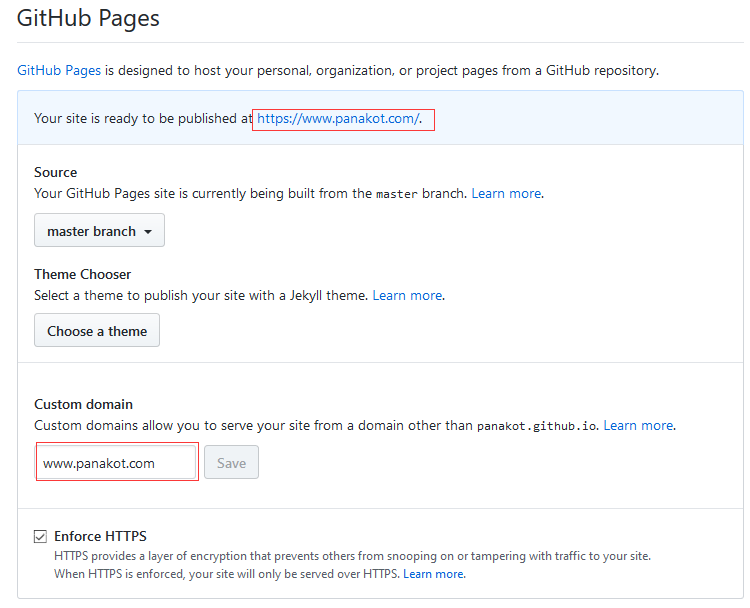 GitHub Pages
GitHub Pages is designed to host your personal, organization, or project pages from a GitHub repository.
Your site is ready to be published at https://www.panakot.com/.
Source
Your GitHub Pages site is currently being built from the master branch. Learn more.
master branch
Theme Chooser
Select a theme to publish your site with a Jekyll theme. Learn more.
Choose a theme
Custom domain
Custom domains allow you to serve your site from a domain other than panakot.github.io. Learn more.
www.panakot.com Save
Enforce HTTPS
HTTPS provides a layer of encryption that prevents others from snooping on or tampering with traffic to your site.
When HTTPS is enforced, your site will only be served over HTTPS. Learn more.